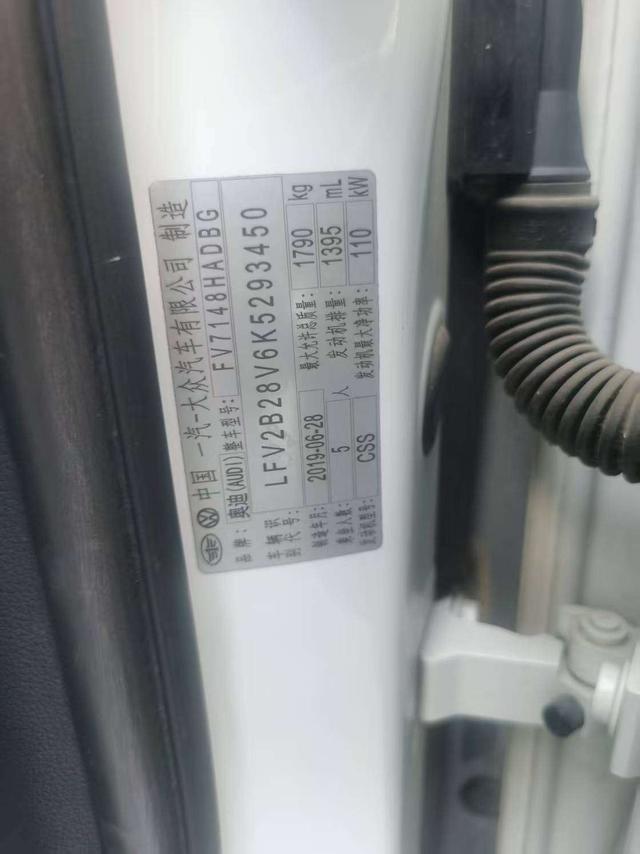 中国 一汽-大众汽车有限公司 制造
品牌: 奥迪(AUDI) 整车型号: FV7148HADBG
车辆识别代号: LFV2B28V6K5293450
制造年月: 2019-06-28 最大允许总质量: 1790 kg
乘坐人数: 5 人 发动机排量: 1395 mL
发动机型号: CSS 发动机最大净功率: 110 kW